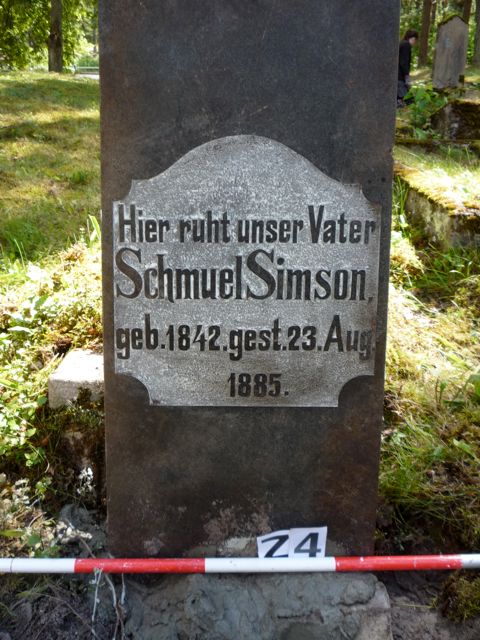 Hier ruht unser Vater
Schmuel Simson,
geb. 1842. gest. 23. Aug.
1885.
24